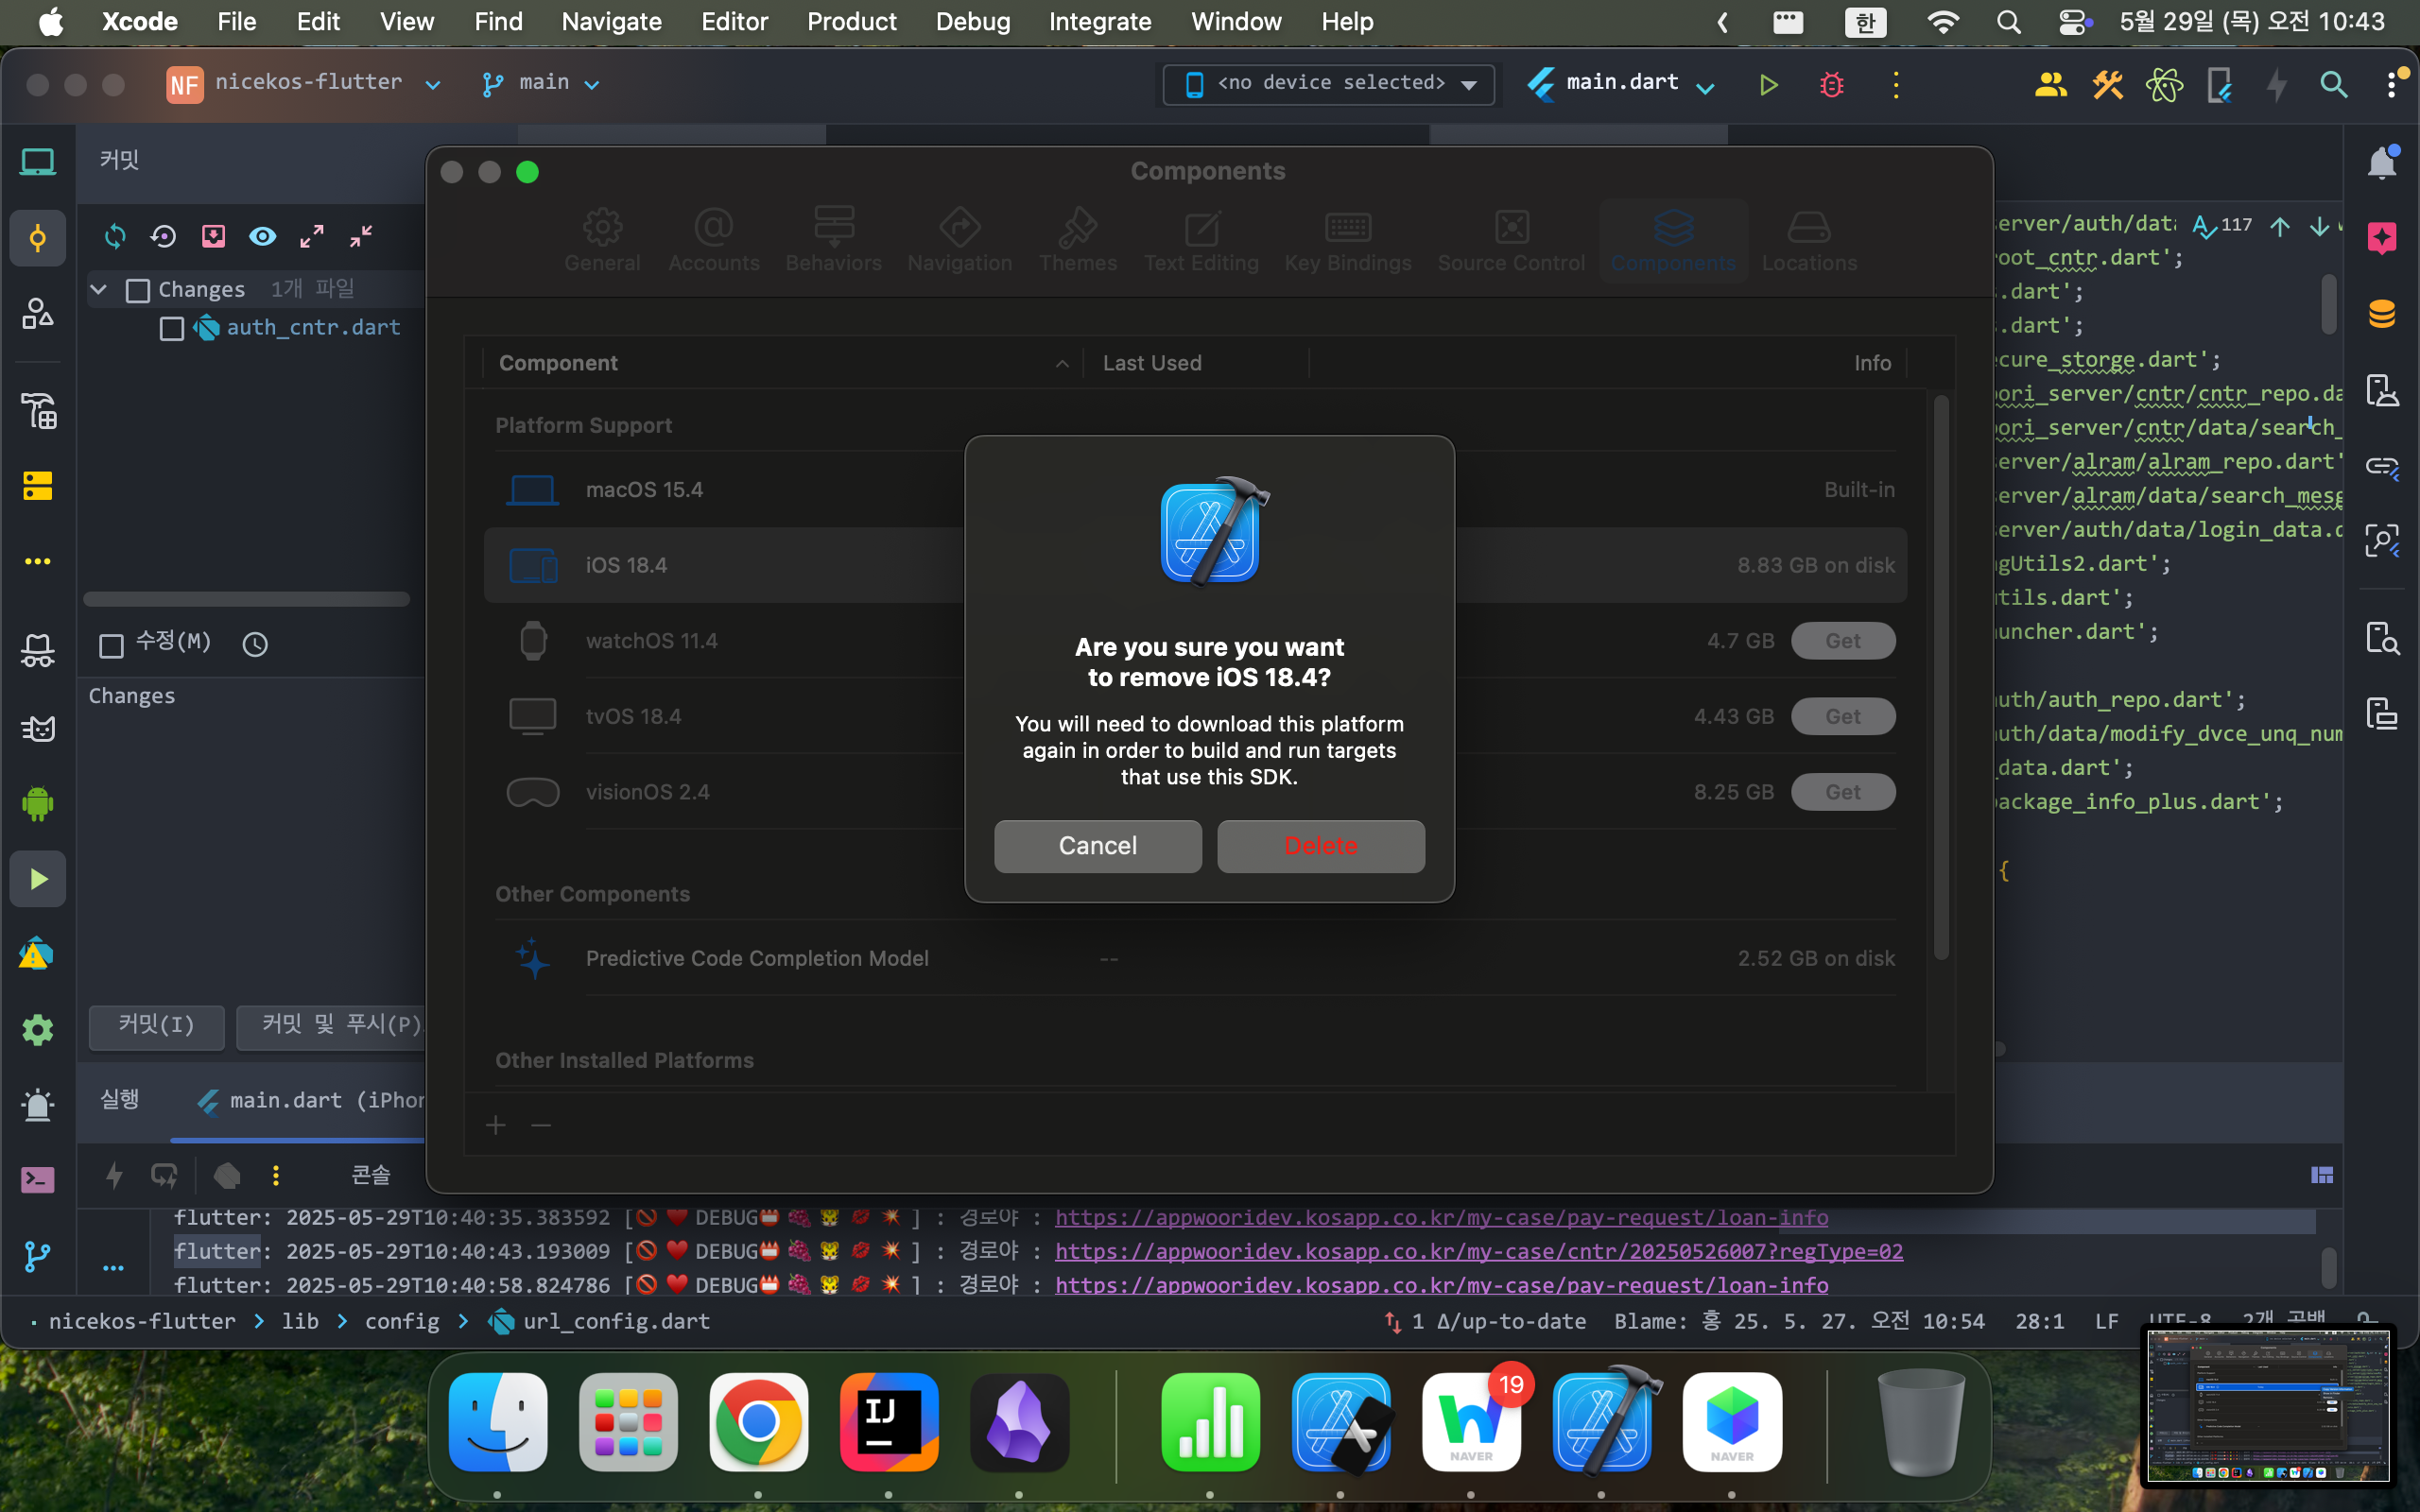 Xcode File Edit View Find Navigate Editor Product Debug Integrate Window Help 한 5월 29일 (목) 오전 10:43
NF nicekos-flutter main <no device selected> main.dart
커밋
Changes 1개 파일
auth_cntr.dart
수정(M)
Changes
커밋(I) 커밋 및 푸시(P)
Components
General Accounts Behaviors Navigation Themes Text Editing Key Bindings Source Control Components Locations
Component Last Used Info
Platform Support
macOS 15.4 Built-in
iOS 18.4 8.83 GB on disk
watchOS 11.4 4.7 GB Get
tvOS 18.4 4.43 GB Get
visionOS 2.4 8.25 GB Get
Other Components
Predictive Code Completion Model -- 2.52 GB on disk
Other Installed Platforms
Are you sure you want
to remove iOS 18.4?
You will need to download this platform
again in order to build and run targets
that use this SDK.
Cancel Delete
erver/auth/data 117
oot_cntr.dart';
.dart';
.dart';
cure_storge.dart';
ori_server/cntr/cntr_repo.da
ori_server/cntr/data/search_
erver/alram/alram_repo.dart'
erver/alram/data/search_mesg
erver/auth/data/login_data.d
gUtils2.dart';
tils.dart';
uncher.dart';
uth/auth_repo.dart';
uth/data/modify_dvce_unq_num
_data.dart';
ackage_info_plus.dart';
{
실행 main.dart (iPhon
콘솔
flutter: 2025-05-29T10:40:35.383592 [🚫 ❤️ DEBUG📛 🍇 🐯 💋 💥 ] : 경로야 : https://appwooridev.kosapp.co.kr/my-case/pay-request/loan-info
flutter: 2025-05-29T10:40:43.193009 [🚫 ❤️ DEBUG📛 🍇 🐯 💋 💥 ] : 경로야 : https://appwooridev.kosapp.co.kr/my-case/cntr/20250526007?regType=02
flutter: 2025-05-29T10:40:58.824786 [🚫 ❤️ DEBUG📛 🍇 🐯 💋 💥 ] : 경로야 : https://appwooridev.kosapp.co.kr/my-case/pay-request/loan-info
nicekos-flutter > lib > config > url_config.dart 1 Δ/up-to-date Blame: 홍 25. 5. 27. 오전 10:54 28:1 LF UTF-8 2개 공백
IJ NAVER 19 NAVER